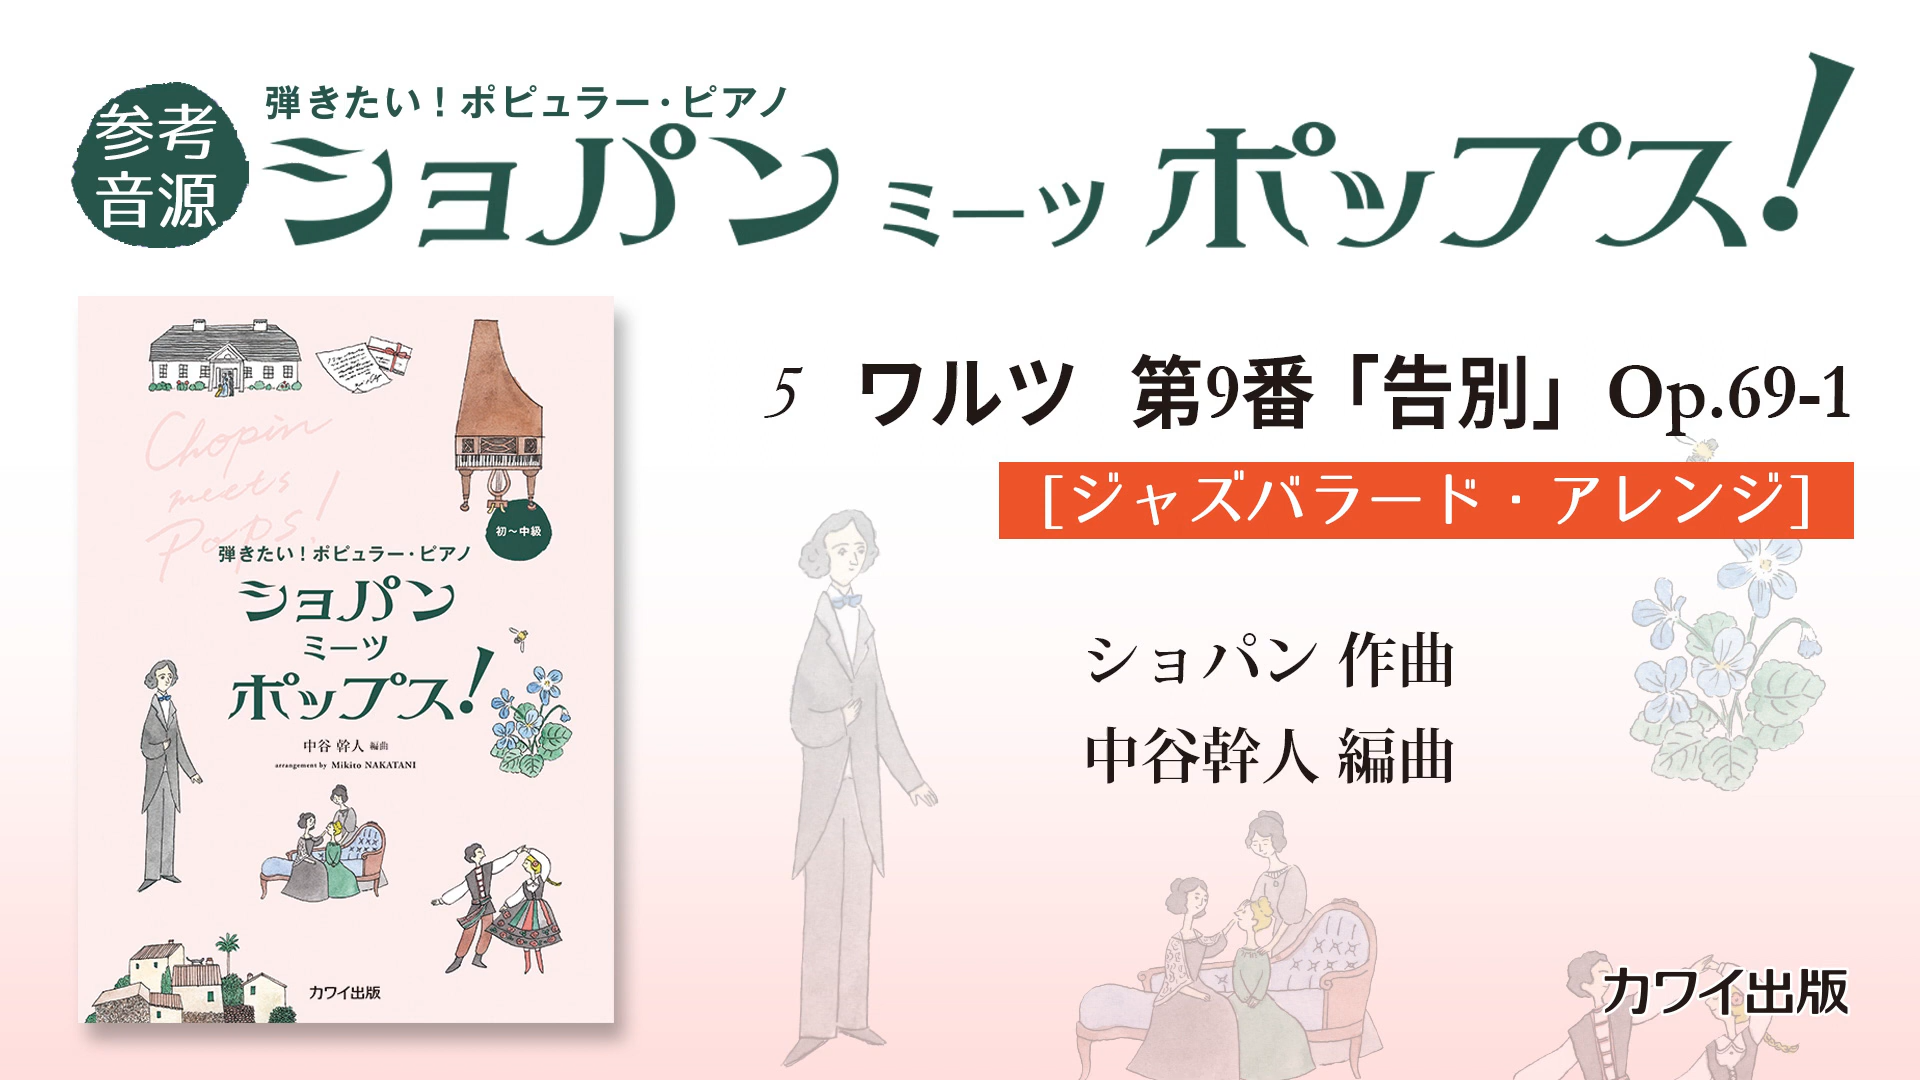 参考
音源
弾きたい！ポピュラー・ピアノ
ショパン ミーツ ポップス！
5 ワルツ 第9番「告別」Op.69-1
［ジャズバラード・アレンジ］
ショパン 作曲
中谷幹人 編曲
カワイ出版
Chopin
meets
Pops!
初〜中級
弾きたい！ポピュラー・ピアノ
ショパン
ミーツ
ポップス！
中谷 幹人 編曲
arrangement by Mikito NAKATANI
カワイ出版